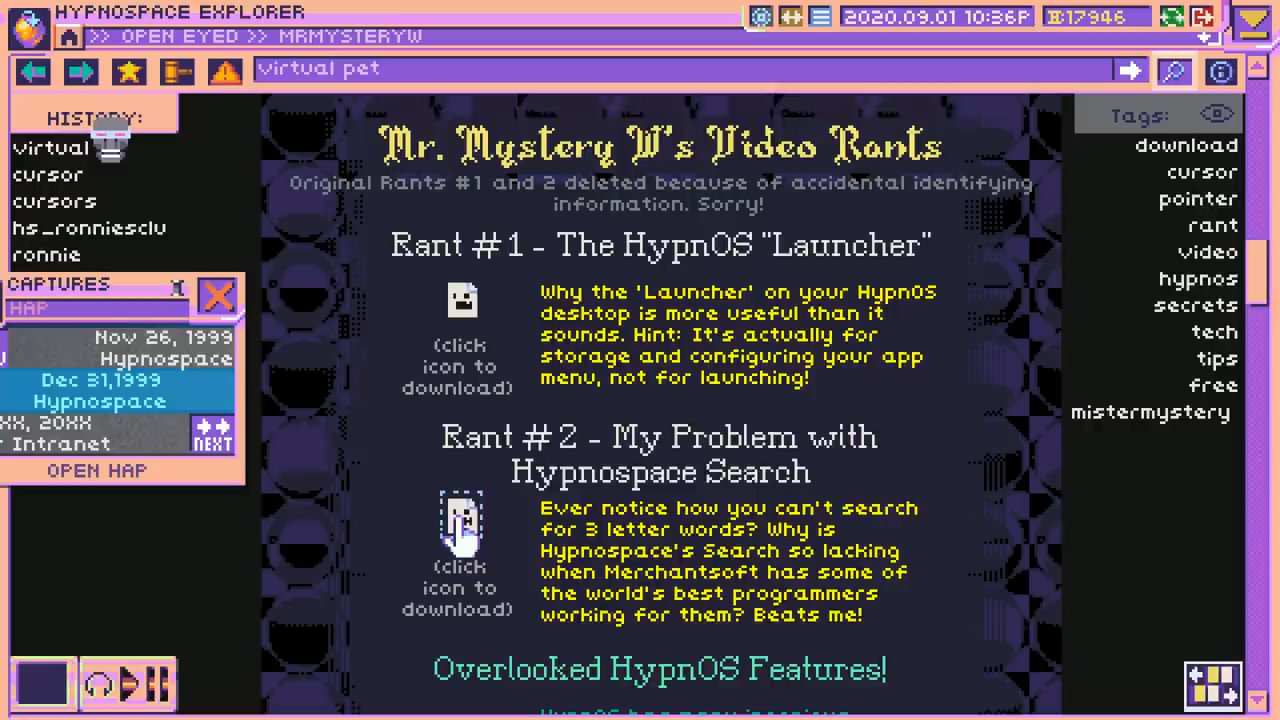 HYPNOSPACE EXPLORER
2020.09.01 10:36P
17946
>> OPEN EYED >> MRMYSTERYW
virtual pet
HISTORY:
virtual
cursor
cursors
hs_ronniesclu
ronnie
CAPTURES
HAP
Nov 26, 1999
Hypnospace
Dec 31,1999
Hypnospace
XX, 20XX
Intranet
NEXT
OPEN HAP
Mr. Mystery W's Video Rants
Original Rants #1 and 2 deleted because of accidental identifying
information. Sorry!
Rant #1 - The HypnOS "Launcher"
(click
icon to
download)
Why the 'Launcher' on your HypnOS
desktop is more useful than it
sounds. Hint: It's actually for
storage and configuring your app
menu, not for launching!
Rant #2 - My Problem with
Hypnospace Search
(click
icon to
download)
Ever notice how you can't search
for 3 letter words? Why is
Hypnospace's Search so lacking
when Merchantsoft has some of
the world's best programmers
working for them? Beats me!
Overlooked HypnOS Features!
Tags:
download
cursor
pointer
rant
video
hypnos
secrets
tech
tips
free
mistermystery